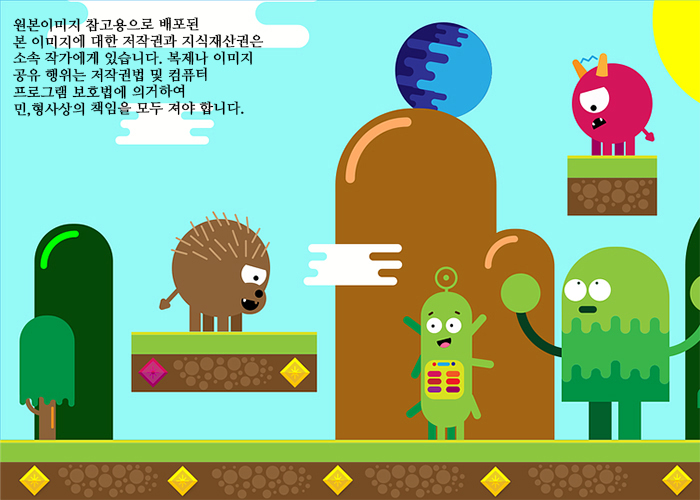 원본이미지 참고용으로 배포된
본 이미지에 대한 저작권과 지식재산권은
소속 작가에게 있습니다. 복제나 이미지
공유 행위는 저작권법 및 컴퓨터
프로그램 보호법에 의거하여
민,형사상의 책임을 모두 져야 합니다.